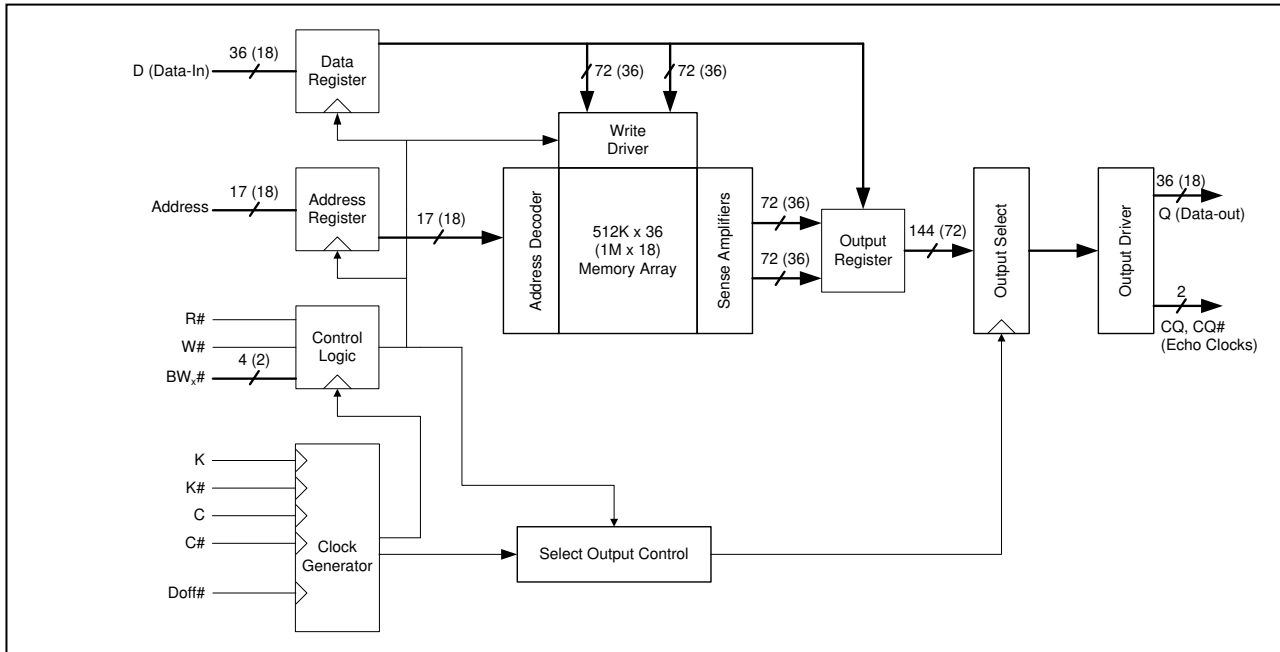 D (Data-In)
36 (18)
Data
Register
72 (36)
72 (36)
Write
Driver
Address
17 (18)
Address
Register
17 (18)
Address Decoder
512K x 36
(1M x 18)
Memory Array
Sense Amplifiers
72 (36)
72 (36)
Output
Register
144 (72)
Output Select
Output Driver
36 (18)
Q (Data-out)
2
CQ, CQ#
(Echo Clocks)
R#
W#
4 (2)
BWx#
Control
Logic
K
K#
C
C#
Doff#
Clock
Generator
Select Output Control